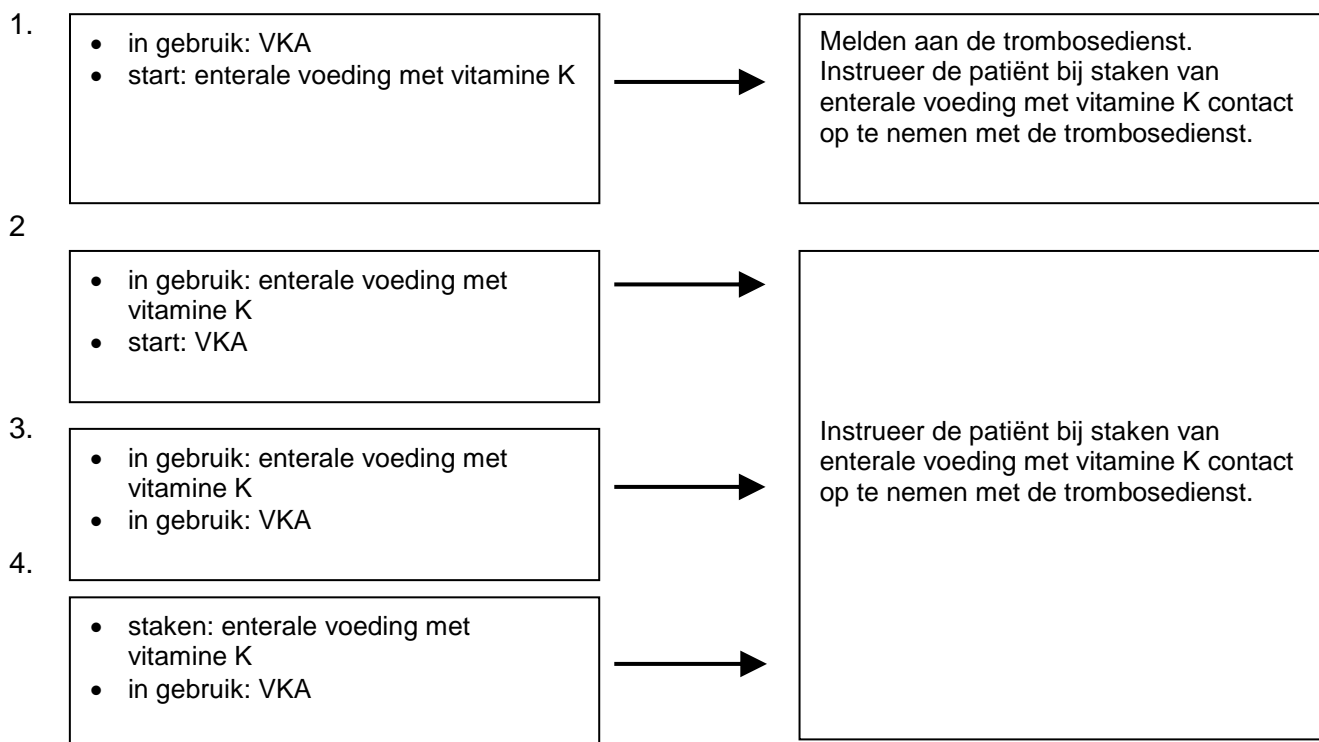 1.
• in gebruik: VKA
• start: enterale voeding met vitamine K
Melden aan de trombosedienst.
Instrueer de patiënt bij staken van
enterale voeding met vitamine K contact
op te nemen met de trombosedienst.
2
• in gebruik: enterale voeding met
vitamine K
• start: VKA
3.
• in gebruik: enterale voeding met
vitamine K
• in gebruik: VKA
Instrueer de patiënt bij staken van
enterale voeding met vitamine K contact
op te nemen met de trombosedienst.
4.
• staken: enterale voeding met
vitamine K
• in gebruik: VKA